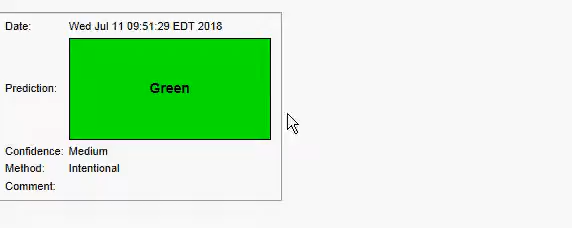 Date: Wed Jul 11 09:51:29 EDT 2018
Prediction: Green
Confidence: Medium
Method: Intentional
Comment: